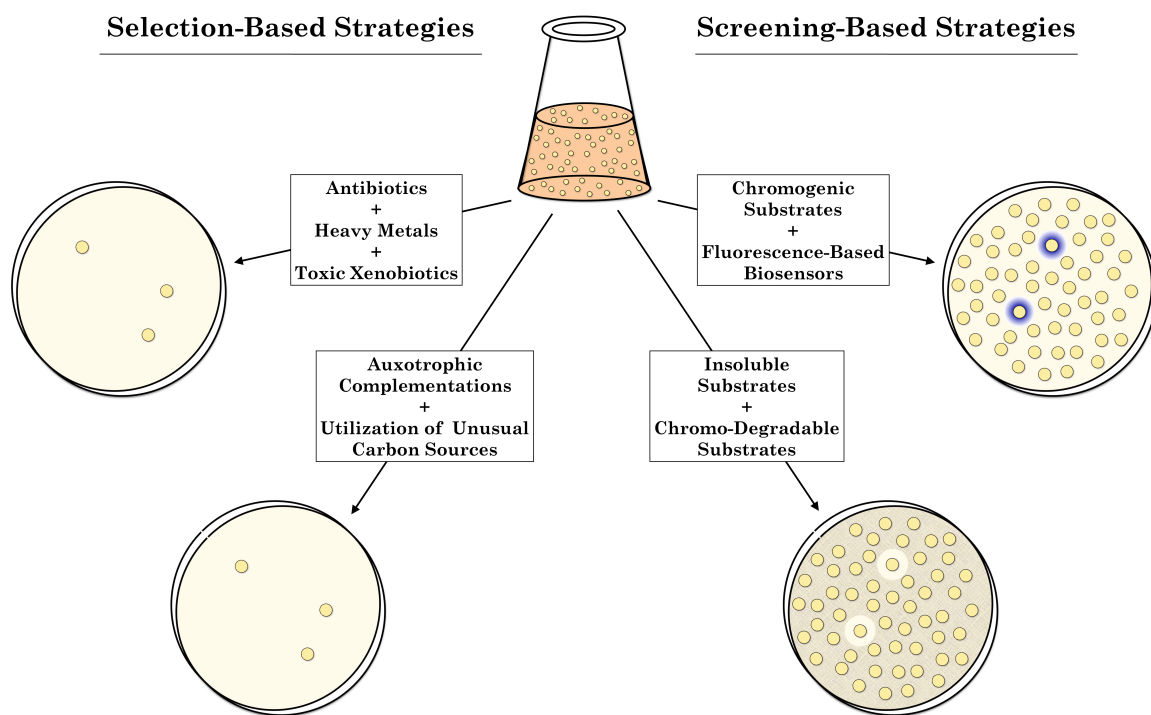 Selection-Based Strategies
Screening-Based Strategies
Antibiotics
+
Heavy Metals
+
Toxic Xenobiotics
Chromogenic
Substrates
+
Fluorescence-Based
Biosensors
Auxotrophic
Complementations
+
Utilization of Unusual
Carbon Sources
Insoluble
Substrates
+
Chromo-Degradable
Substrates